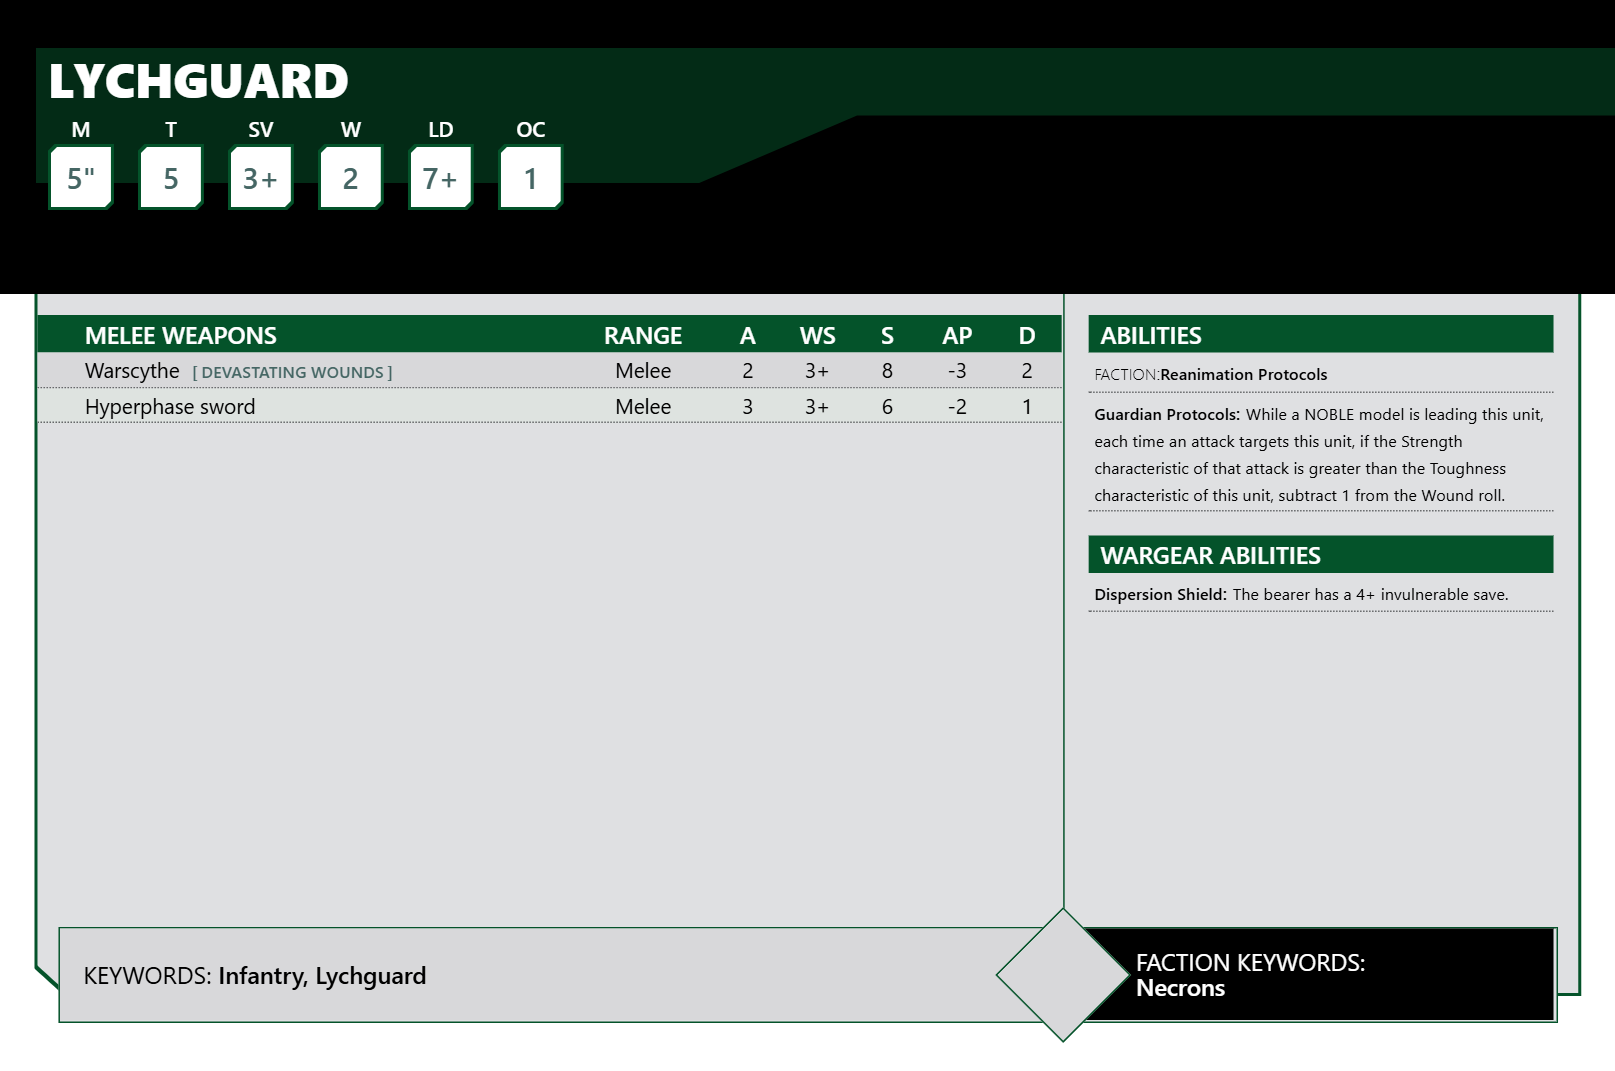 LYCHGUARD
M T SV W LD OC
5" 5 3+ 2 7+ 1
MELEE WEAPONS RANGE A WS S AP D
Warscythe [ DEVASTATING WOUNDS ] Melee 2 3+ 8 -3 2
Hyperphase sword Melee 3 3+ 6 -2 1
ABILITIES
FACTION:Reanimation Protocols
Guardian Protocols: While a NOBLE model is leading this unit,
each time an attack targets this unit, if the Strength
characteristic of that attack is greater than the Toughness
characteristic of this unit, subtract 1 from the Wound roll.
WARGEAR ABILITIES
Dispersion Shield: The bearer has a 4+ invulnerable save.
KEYWORDS: Infantry, Lychguard
FACTION KEYWORDS:
Necrons